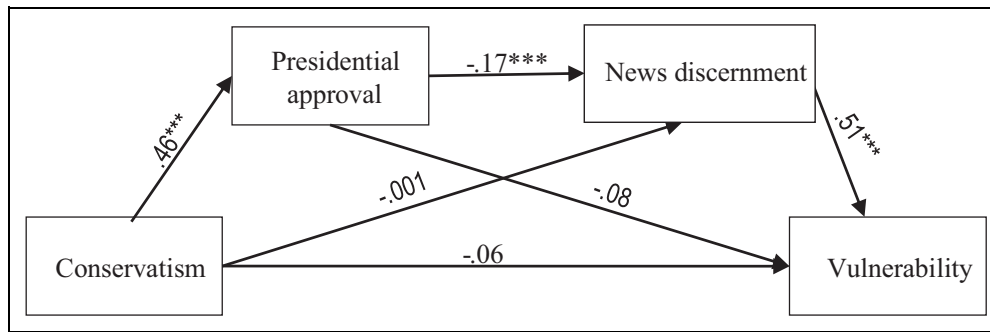 Presidential
approval
-.17***
News discernment
.46***
.51***
-.001
-.08
Conservatism
-.06
Vulnerability